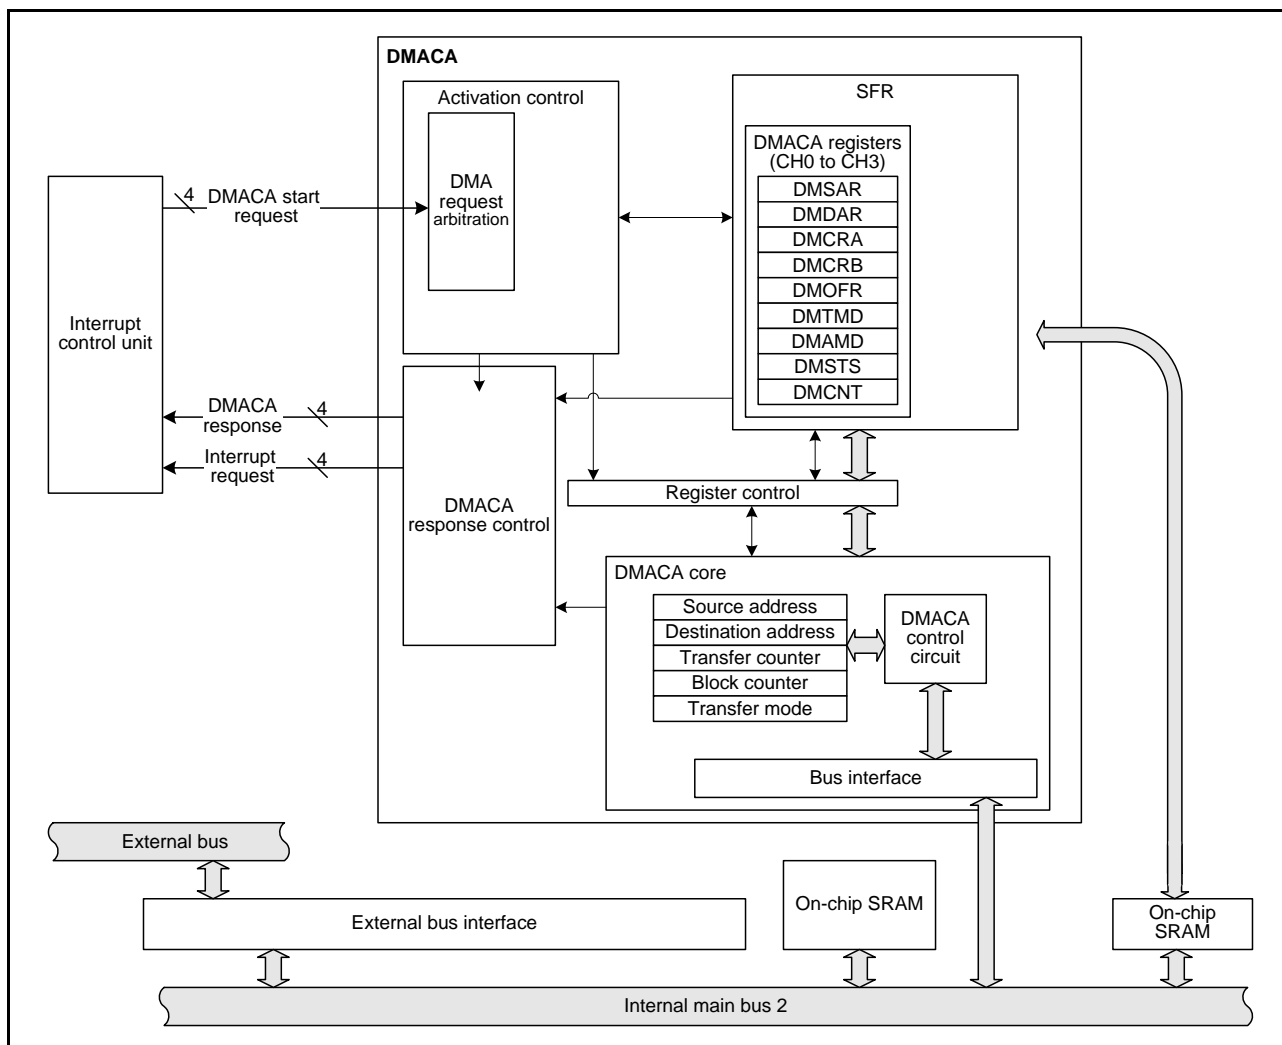 DMACA
Activation control
DMA
request
arbitration
SFR
DMACA registers
(CH0 to CH3)
DMSAR
DMDAR
DMCRA
DMCRB
DMOFR
DMTMD
DMAMD
DMSTS
DMCNT
4
DMACA start
request
Interrupt
control unit
DMACA
response
4
Interrupt
request
4
DMACA
response control
Register control
DMACA core
Source address
Destination address
Transfer counter
Block counter
Transfer mode
DMACA
control
circuit
Bus interface
External bus
External bus interface
On-chip SRAM
On-chip
SRAM
Internal main bus 2